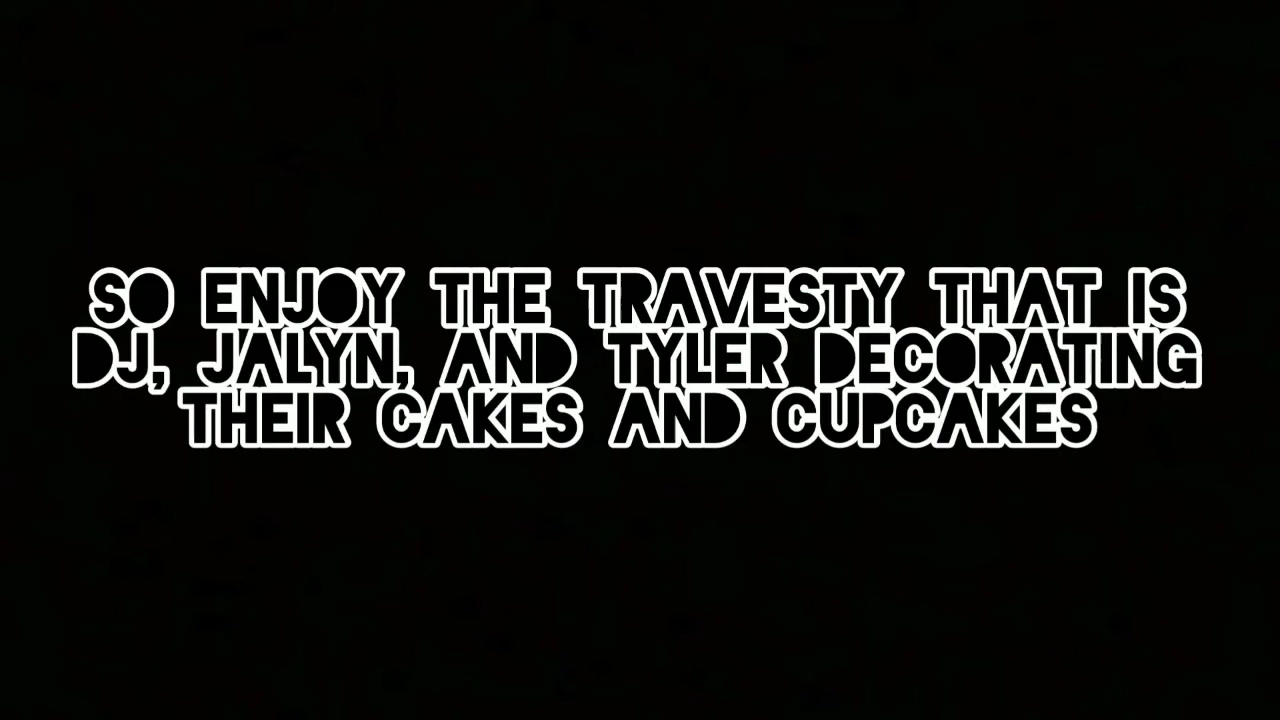 SO ENJOY THE TRAVESTY THAT IS
DJ, JALYN, AND TYLER DECORATING
THEIR CAKES AND CUPCAKES